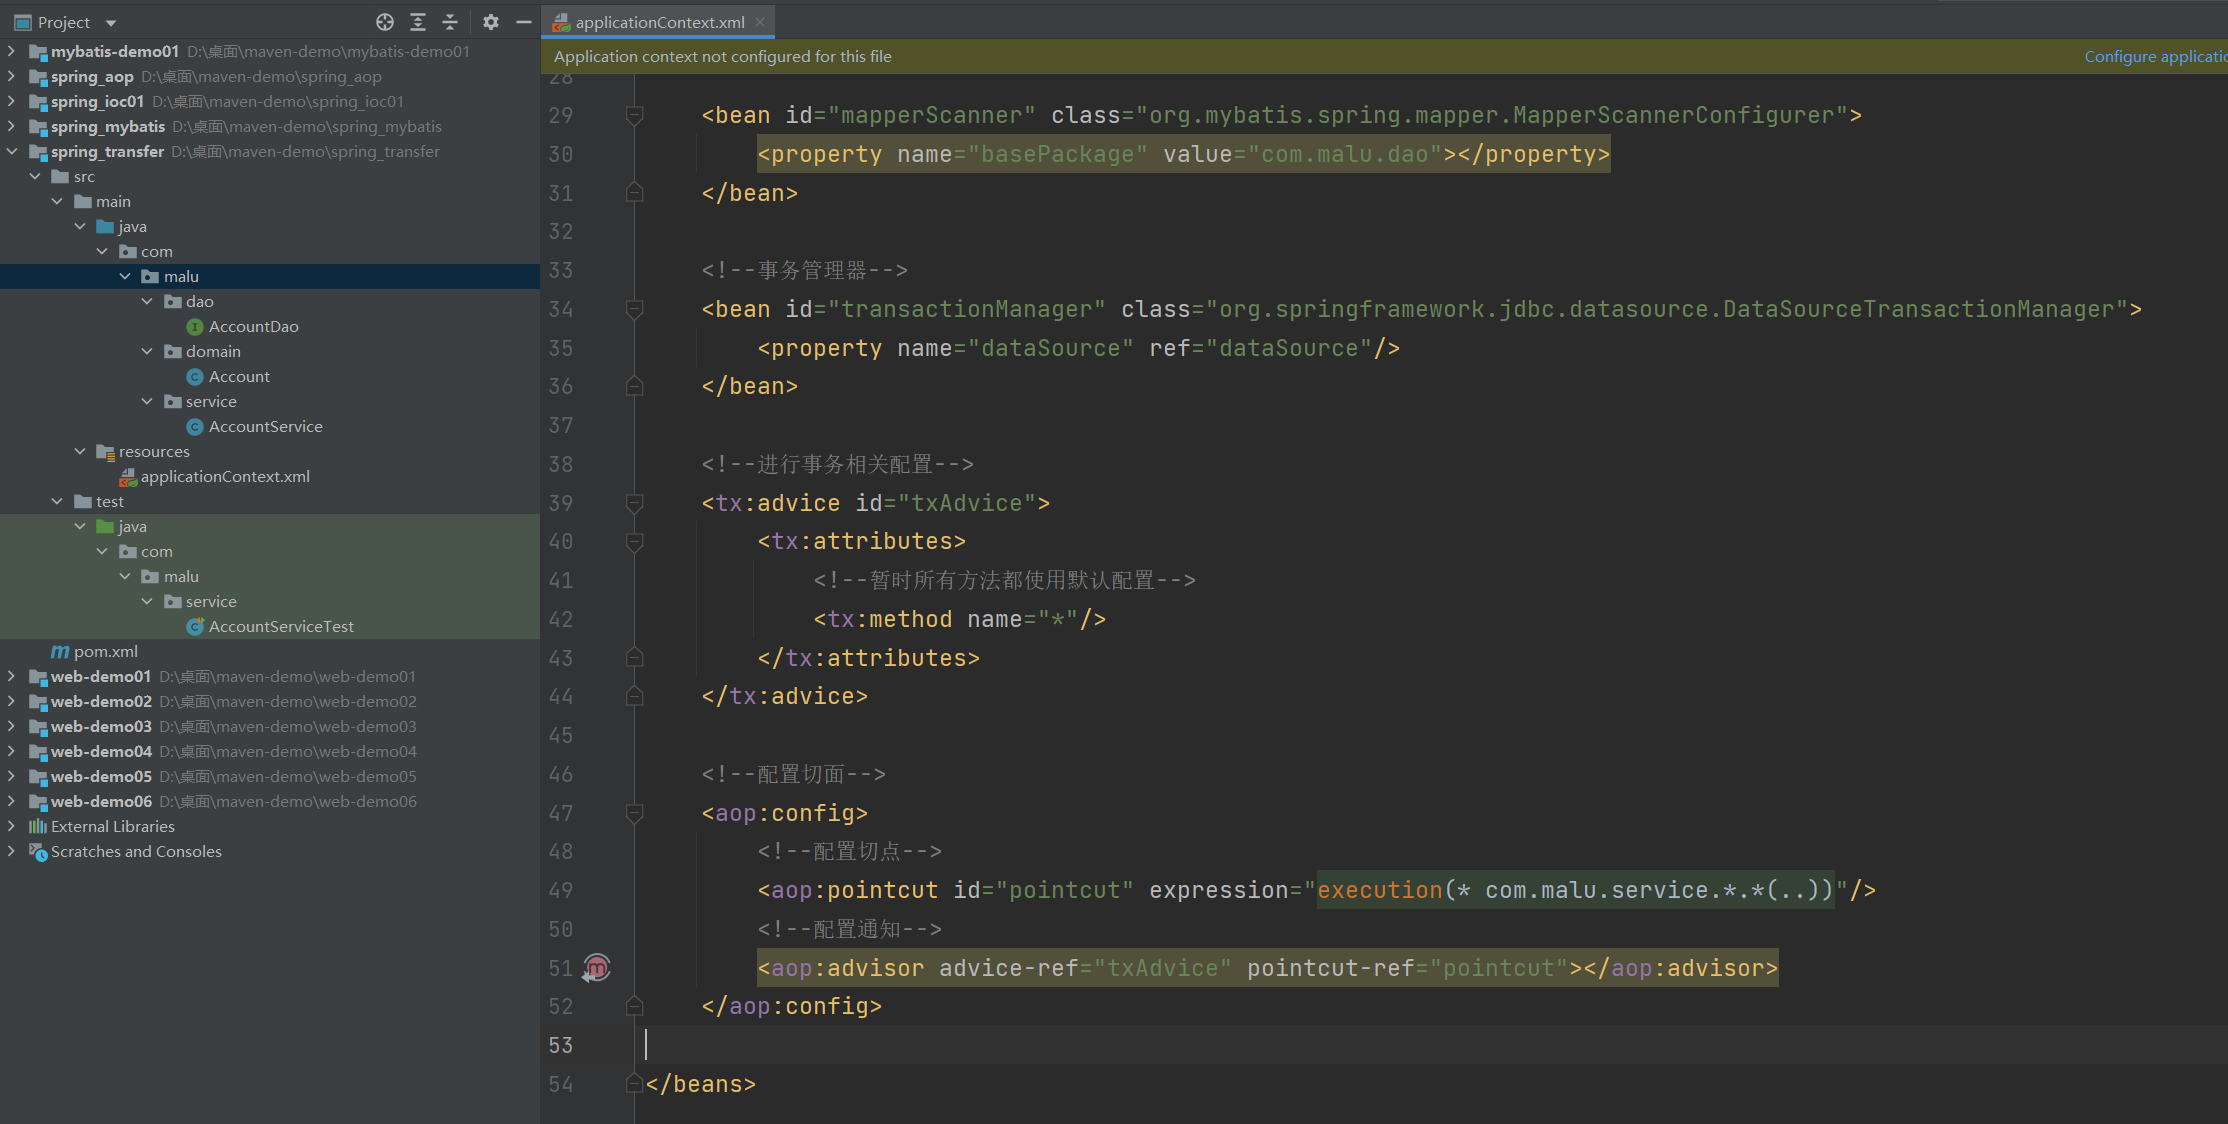 Project
mybatis-demo01 D:\桌面\maven-demo\mybatis-demo01
spring_aop D:\桌面\maven-demo\spring_aop
spring_ioc01 D:\桌面\maven-demo\spring_ioc01
spring_mybatis D:\桌面\maven-demo\spring_mybatis
spring_transfer D:\桌面\maven-demo\spring_transfer
src
main
java
com
malu
dao
AccountDao
domain
Account
service
AccountService
resources
applicationContext.xml
test
java
com
malu
service
AccountServiceTest
pom.xml
web-demo01 D:\桌面\maven-demo\web-demo01
web-demo02 D:\桌面\maven-demo\web-demo02
web-demo03 D:\桌面\maven-demo\web-demo03
web-demo04 D:\桌面\maven-demo\web-demo04
web-demo05 D:\桌面\maven-demo\web-demo05
web-demo06 D:\桌面\maven-demo\web-demo06
External Libraries
Scratches and Consoles
applicationContext.xml
Application context not configured for this file Configure applicatio
28
29 <bean id="mapperScanner" class="org.mybatis.spring.mapper.MapperScannerConfigurer">
30 <property name="basePackage" value="com.malu.dao"></property>
31 </bean>
32
33 <!--事务管理器-->
34 <bean id="transactionManager" class="org.springframework.jdbc.datasource.DataSourceTransactionManager">
35 <property name="dataSource" ref="dataSource"/>
36 </bean>
37
38 <!--进行事务相关配置-->
39 <tx:advice id="txAdvice">
40 <tx:attributes>
41 <!--暂时所有方法都使用默认配置-->
42 <tx:method name="*"/>
43 </tx:attributes>
44 </tx:advice>
45
46 <!--配置切面-->
47 <aop:config>
48 <!--配置切点-->
49 <aop:pointcut id="pointcut" expression="execution(* com.malu.service.*.*(..))"/>
50 <!--配置通知-->
51 <aop:advisor advice-ref="txAdvice" pointcut-ref="pointcut"></aop:advisor>
52 </aop:config>
53
54 </beans>